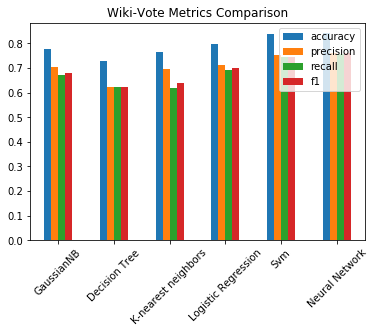 Wiki-Vote Metrics Comparison
0.8
0.7
0.6
0.5
0.4
0.3
0.2
0.1
0.0
accuracy
precision
recall
f1
GaussianNB
Decision Tree
K-nearest neighbors
Logistic Regression
Svm
Neural Network